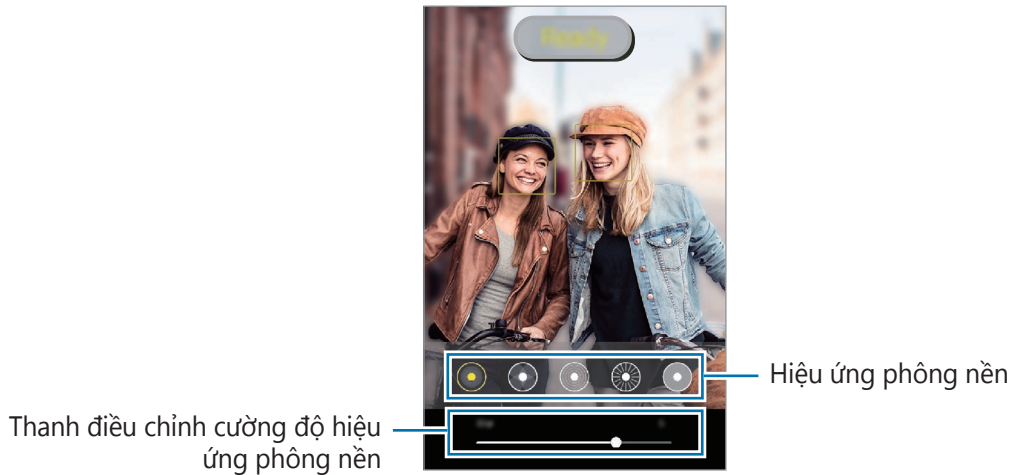 Ready
Hiệu ứng phông nền
Thanh điều chỉnh cường độ hiệu
ứng phông nền